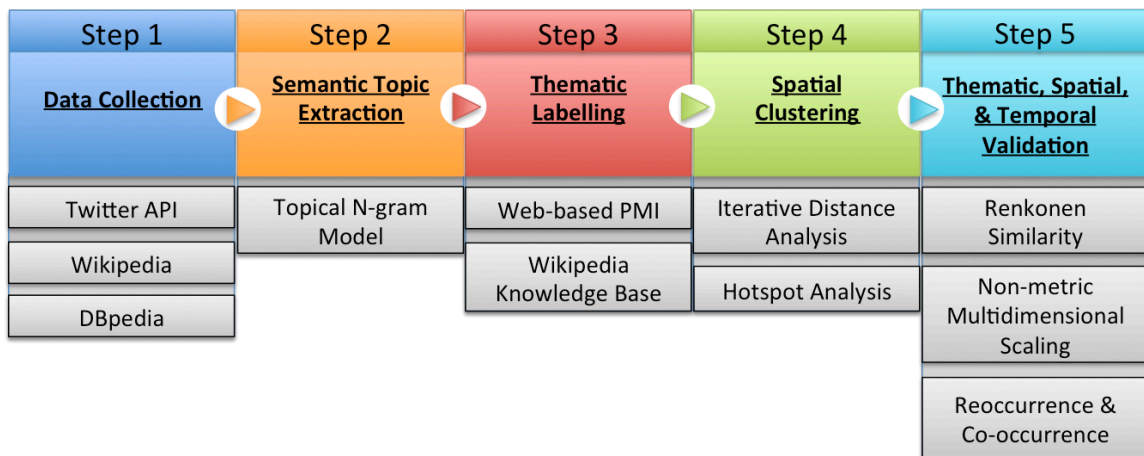 Step 1
Data Collection
Twitter API
Wikipedia
DBpedia
Step 2
Semantic Topic
Extraction
Topical N-gram
Model
Step 3
Thematic
Labelling
Web-based PMI
Wikipedia
Knowledge Base
Step 4
Spatial
Clustering
Iterative Distance
Analysis
Hotspot Analysis
Step 5
Thematic, Spatial,
& Temporal
Validation
Renkonen
Similarity
Non-metric
Multidimensional
Scaling
Reoccurrence &
Co-occurrence